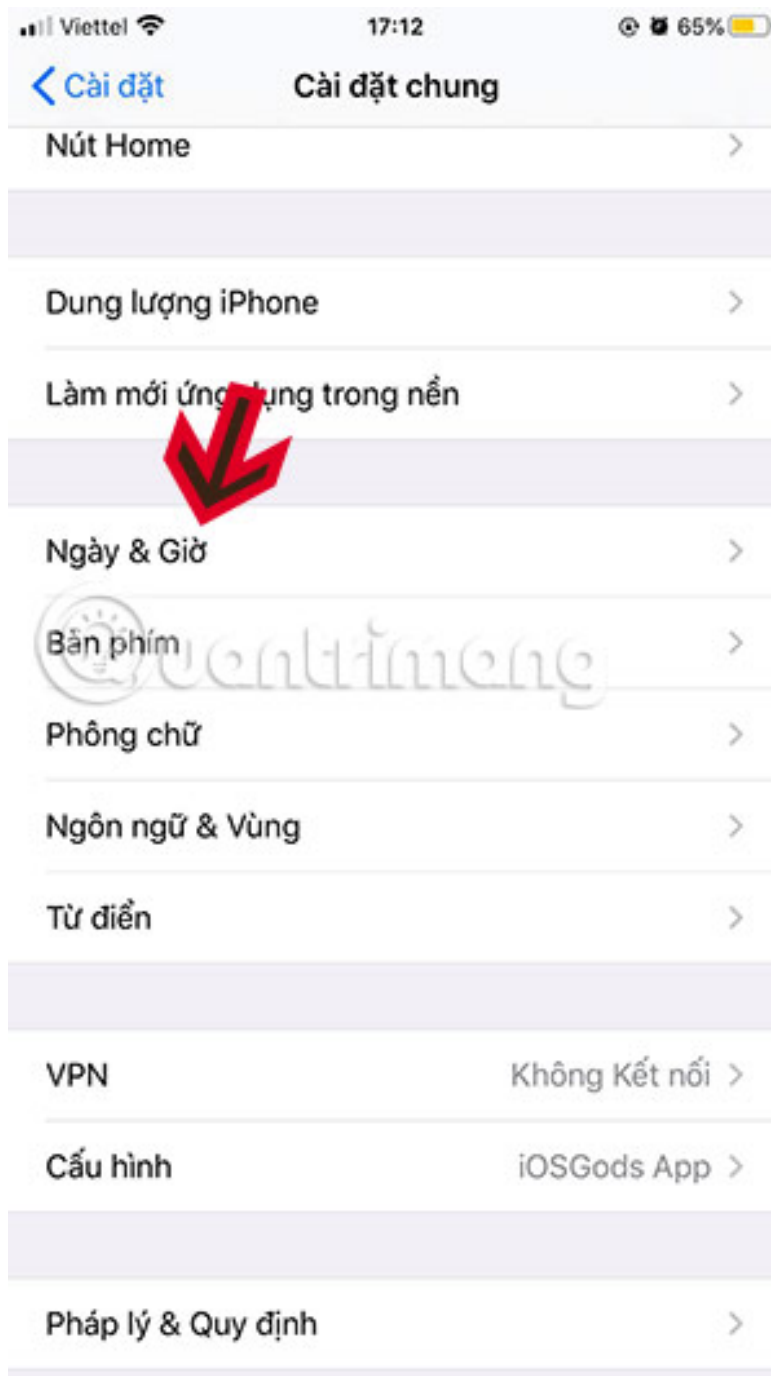 Viettel 17:12 65%
Cài đặt Cài đặt chung
Nút Home
Dung lượng iPhone
Làm mới ứng dụng trong nền
Ngày & Giờ
Bàn phím
Quantrimang
Phông chữ
Ngôn ngữ & Vùng
Từ điển
VPN Không Kết nối
Cấu hình iOSGods App
Pháp lý & Quy định